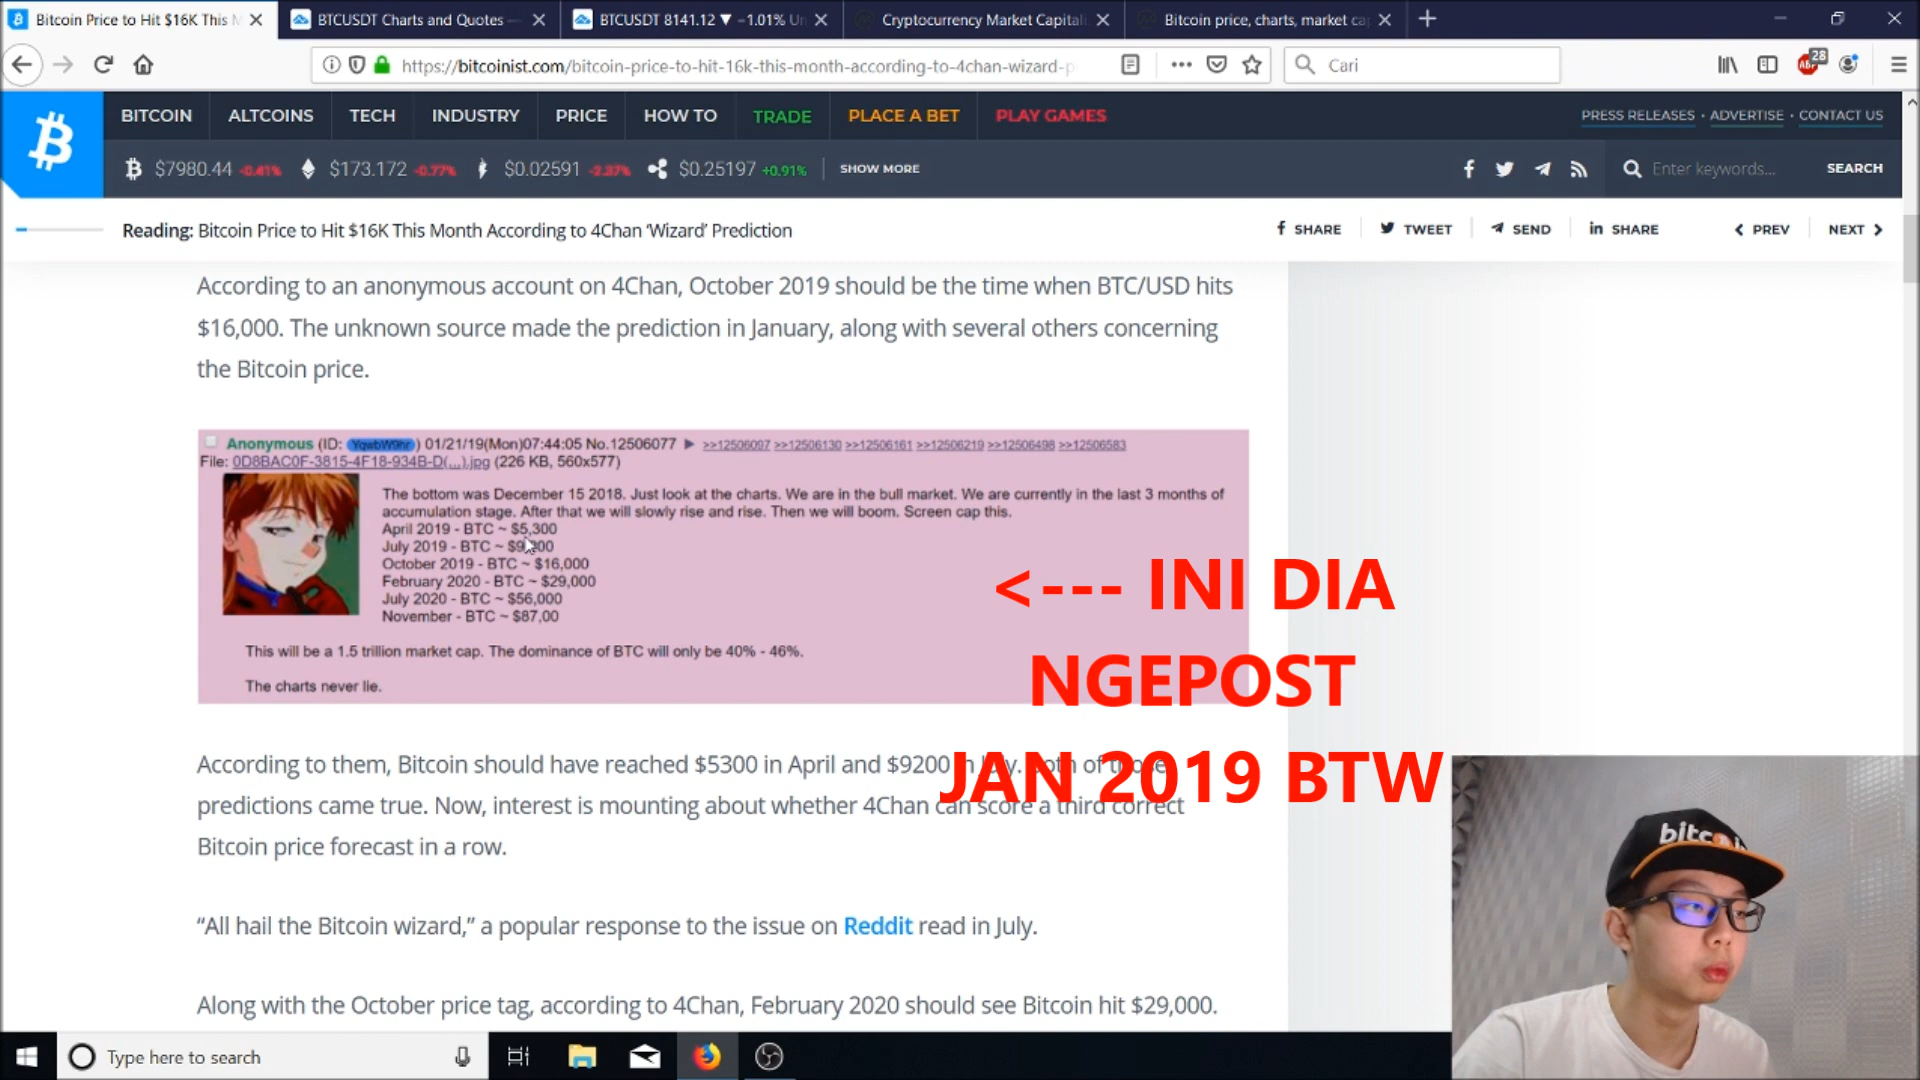 Bitcoin Price to Hit $16K This M
BTCUSDT Charts and Quotes —
BTCUSDT 8141.12 ▼ −1.01% Un
Cryptocurrency Market Capitali
Bitcoin price, charts, market ca
https://bitcoinist.com/bitcoin-price-to-hit-16k-this-month-according-to-4chan-wizard-p
Cari
ABP
28
BITCOIN ALTCOINS TECH INDUSTRY PRICE HOW TO TRADE PLACE A BET PLAY GAMES
PRESS RELEASES • ADVERTISE • CONTACT US
$7980.44 -0.41% $173.172 -0.77% $0.02591 -2.37% $0.25197 +0.91% SHOW MORE
Enter keywords... SEARCH
Reading: Bitcoin Price to Hit $16K This Month According to 4Chan ‘Wizard’ Prediction
SHARE TWEET SEND SHARE PREV NEXT
According to an anonymous account on 4Chan, October 2019 should be the time when BTC/USD hits
$16,000. The unknown source made the prediction in January, along with several others concerning
the Bitcoin price.
Anonymous (ID: YqwbW9hr) 01/21/19(Mon)07:44:05 No.12506077 ▶ >>12506097 >>12506130 >>12506161 >>12506219 >>12506498 >>12506583
File: 0D8BAC0F-3815-4F18-934B-D(...).jpg (226 KB, 560x577)
The bottom was December 15 2018. Just look at the charts. We are in the bull market. We are currently in the last 3 months of
accumulation stage. After that we will slowly rise and rise. Then we will boom. Screen cap this.
April 2019 - BTC ~ $5,300
July 2019 - BTC ~
October 2019 - BTC ~ $16,000
February 2020 - BTC ~ $29,000
July 2020 - BTC ~ $56,000
November - BTC ~ $87,00
This will be a 1.5 trillion market cap. The dominance of BTC will only be 40% - 46%.
The charts never lie.
<--- INI DIA
NGEPOST
JAN 2019 BTW
According to them, Bitcoin should have reached $5300 in April and $9200
predictions came true. Now, interest is mounting about whether 4Chan can score a third correct
Bitcoin price forecast in a row.
“All hail the Bitcoin wizard,” a popular response to the issue on Reddit read in July.
Along with the October price tag, according to 4Chan, February 2020 should see Bitcoin hit $29,000.
bitcoin
Type here to search